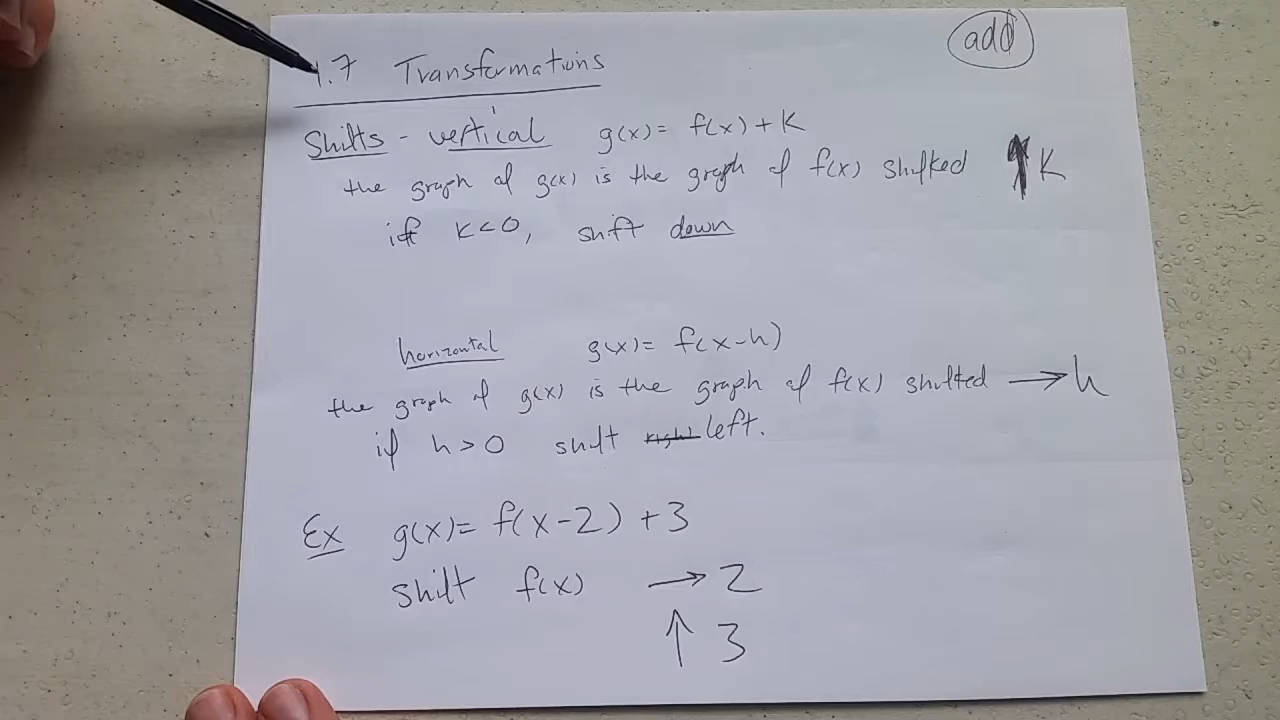 add
1.7 Transformations
Shifts - vertical g(x) = f(x) + K
the graph of g(x) is the graph of f(x) shifted ↑ K
if K < 0, shift down
horizontal g(x) = f(x-h)
the graph of g(x) is the graph of f(x) shifted → h
if h > 0 shift right left.
Ex g(x) = f(x-2) + 3
shift f(x) → 2
↑ 3